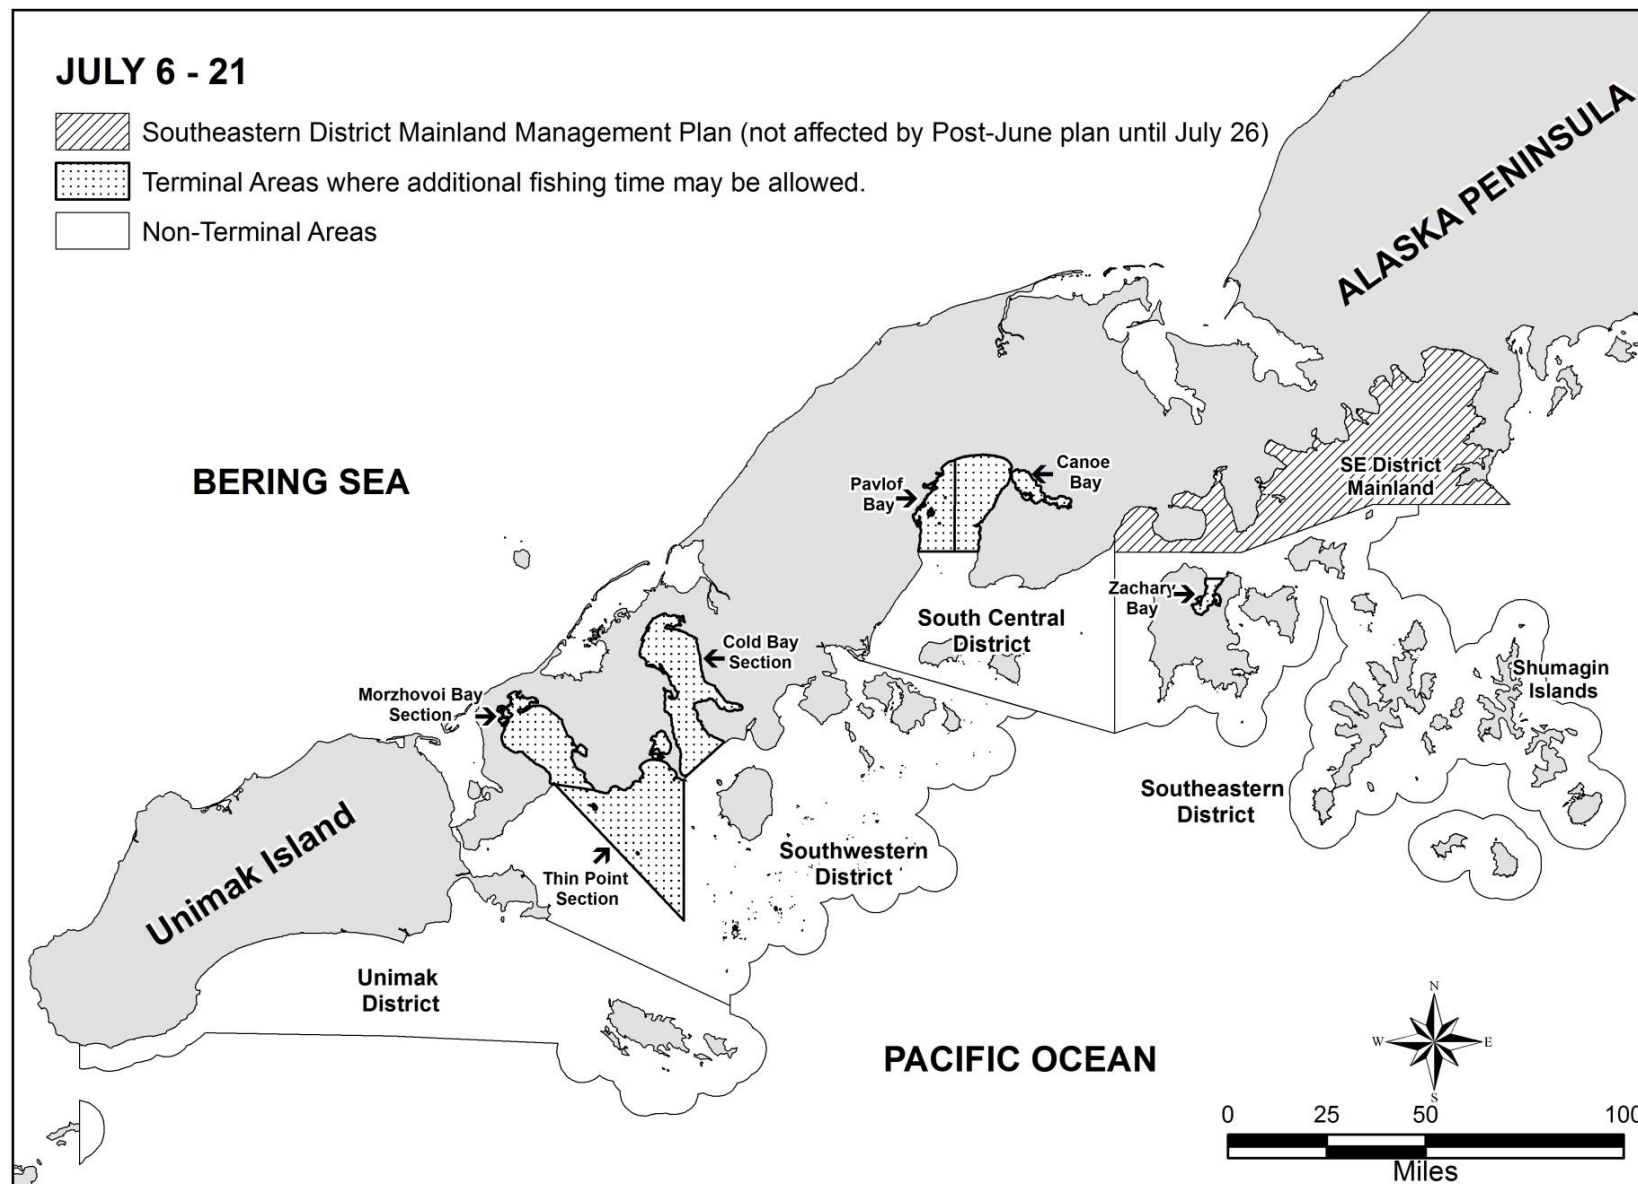 JULY 6 - 21
Southeastern District Mainland Management Plan (not affected by Post-June plan until July 26)
Terminal Areas where additional fishing time may be allowed.
Non-Terminal Areas
ALASKA PENINSULA
BERING SEA
Pavlof
Bay
Canoe
Bay
SE District
Mainland
Zachary
Bay
South Central
District
Cold Bay
Section
Morzhovoi Bay
Section
Shumagin
Islands
Southeastern
District
Southwestern
District
Thin Point
Section
Unimak Island
Unimak
District
PACIFIC OCEAN
N
W
E
S
0 25 50 100
Miles